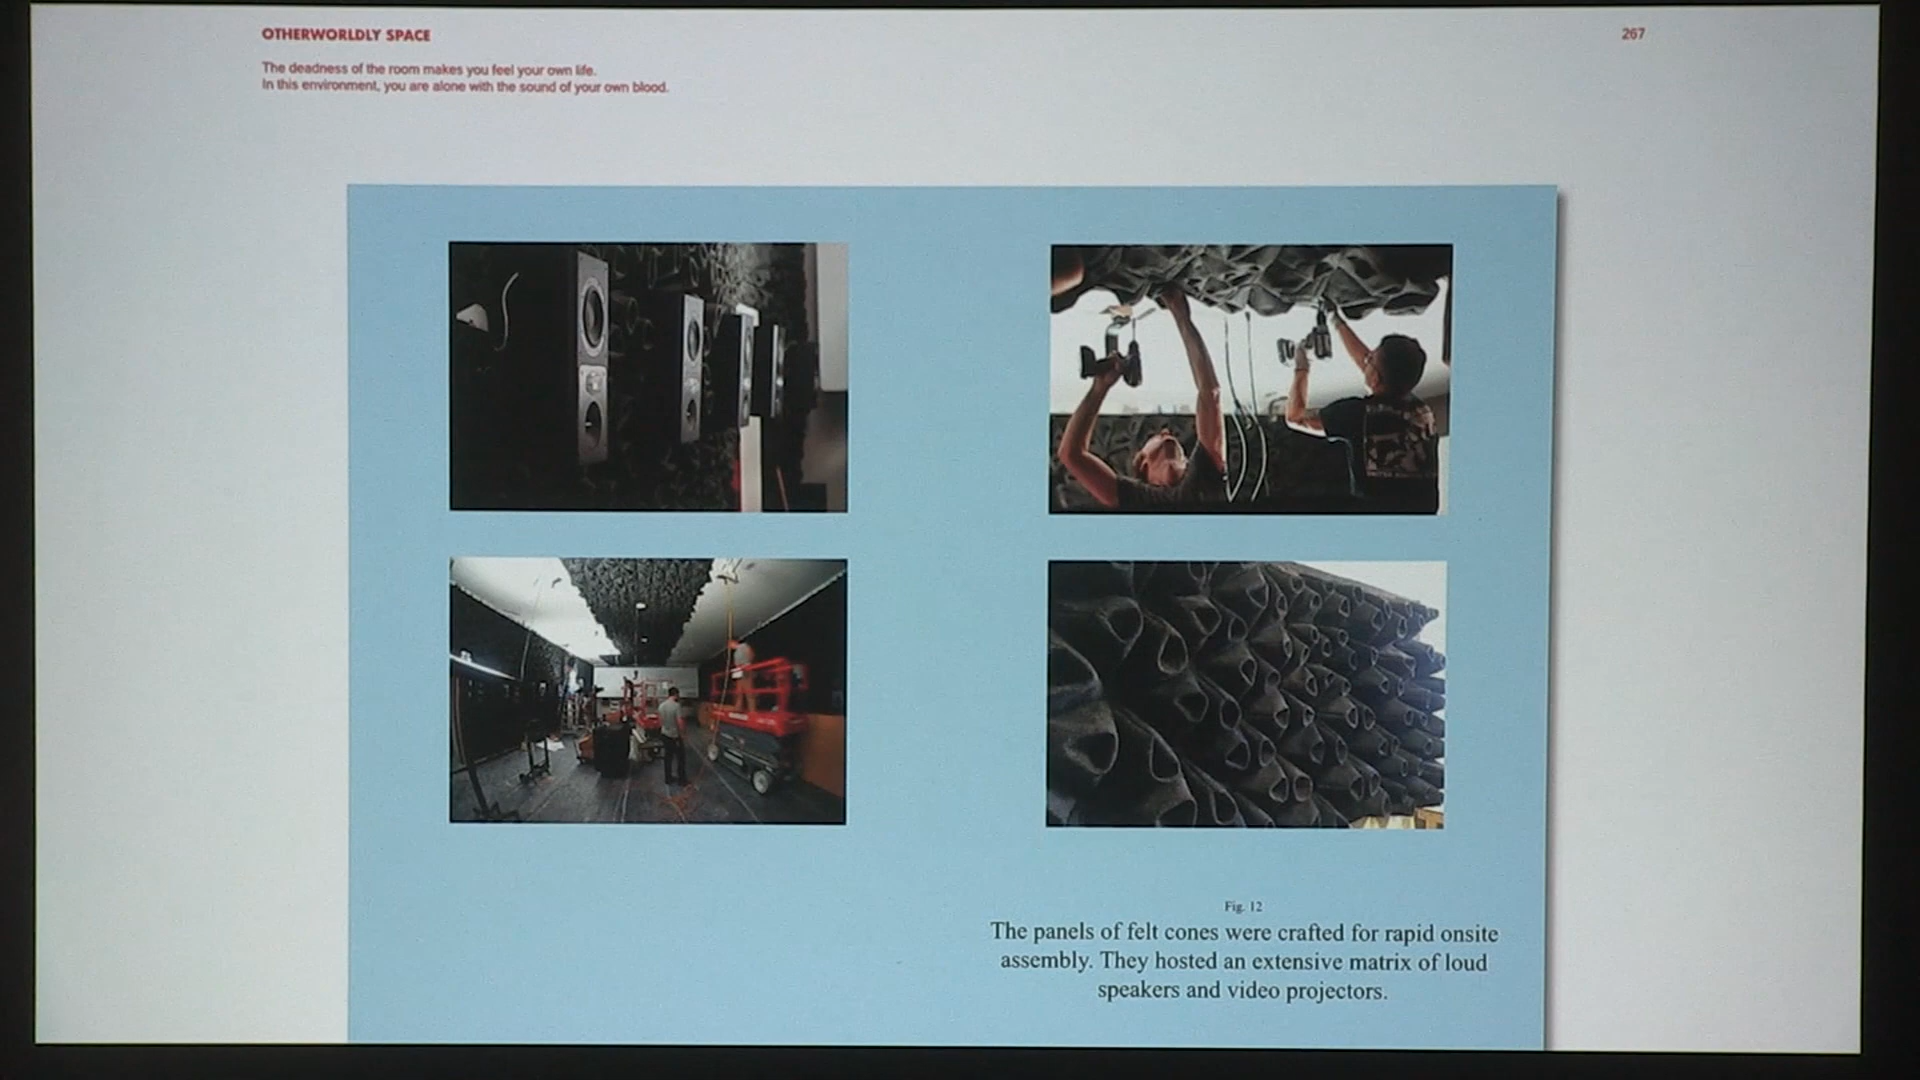 OTHERWORLDLY SPACE
267
The deadness of the room makes you feel your own life.
In this environment, you are alone with the sound of your own blood.
Fig. 12
The panels of felt cones were crafted for rapid onsite
assembly. They hosted an extensive matrix of loud
speakers and video projectors.